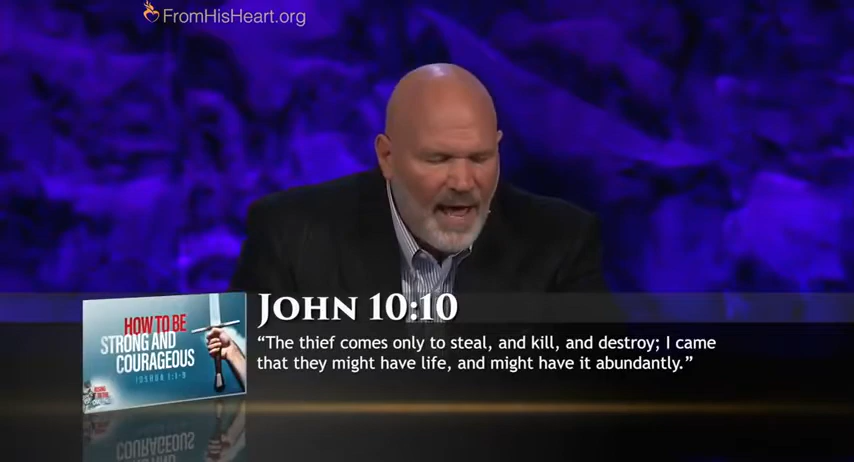 FromHisHeart.org
JOHN 10:10
"The thief comes only to steal, and kill, and destroy; I came
that they might have life, and might have it abundantly."
HOW TO BE
STRONG AND
COURAGEOUS
JOSHUA 1:1-9